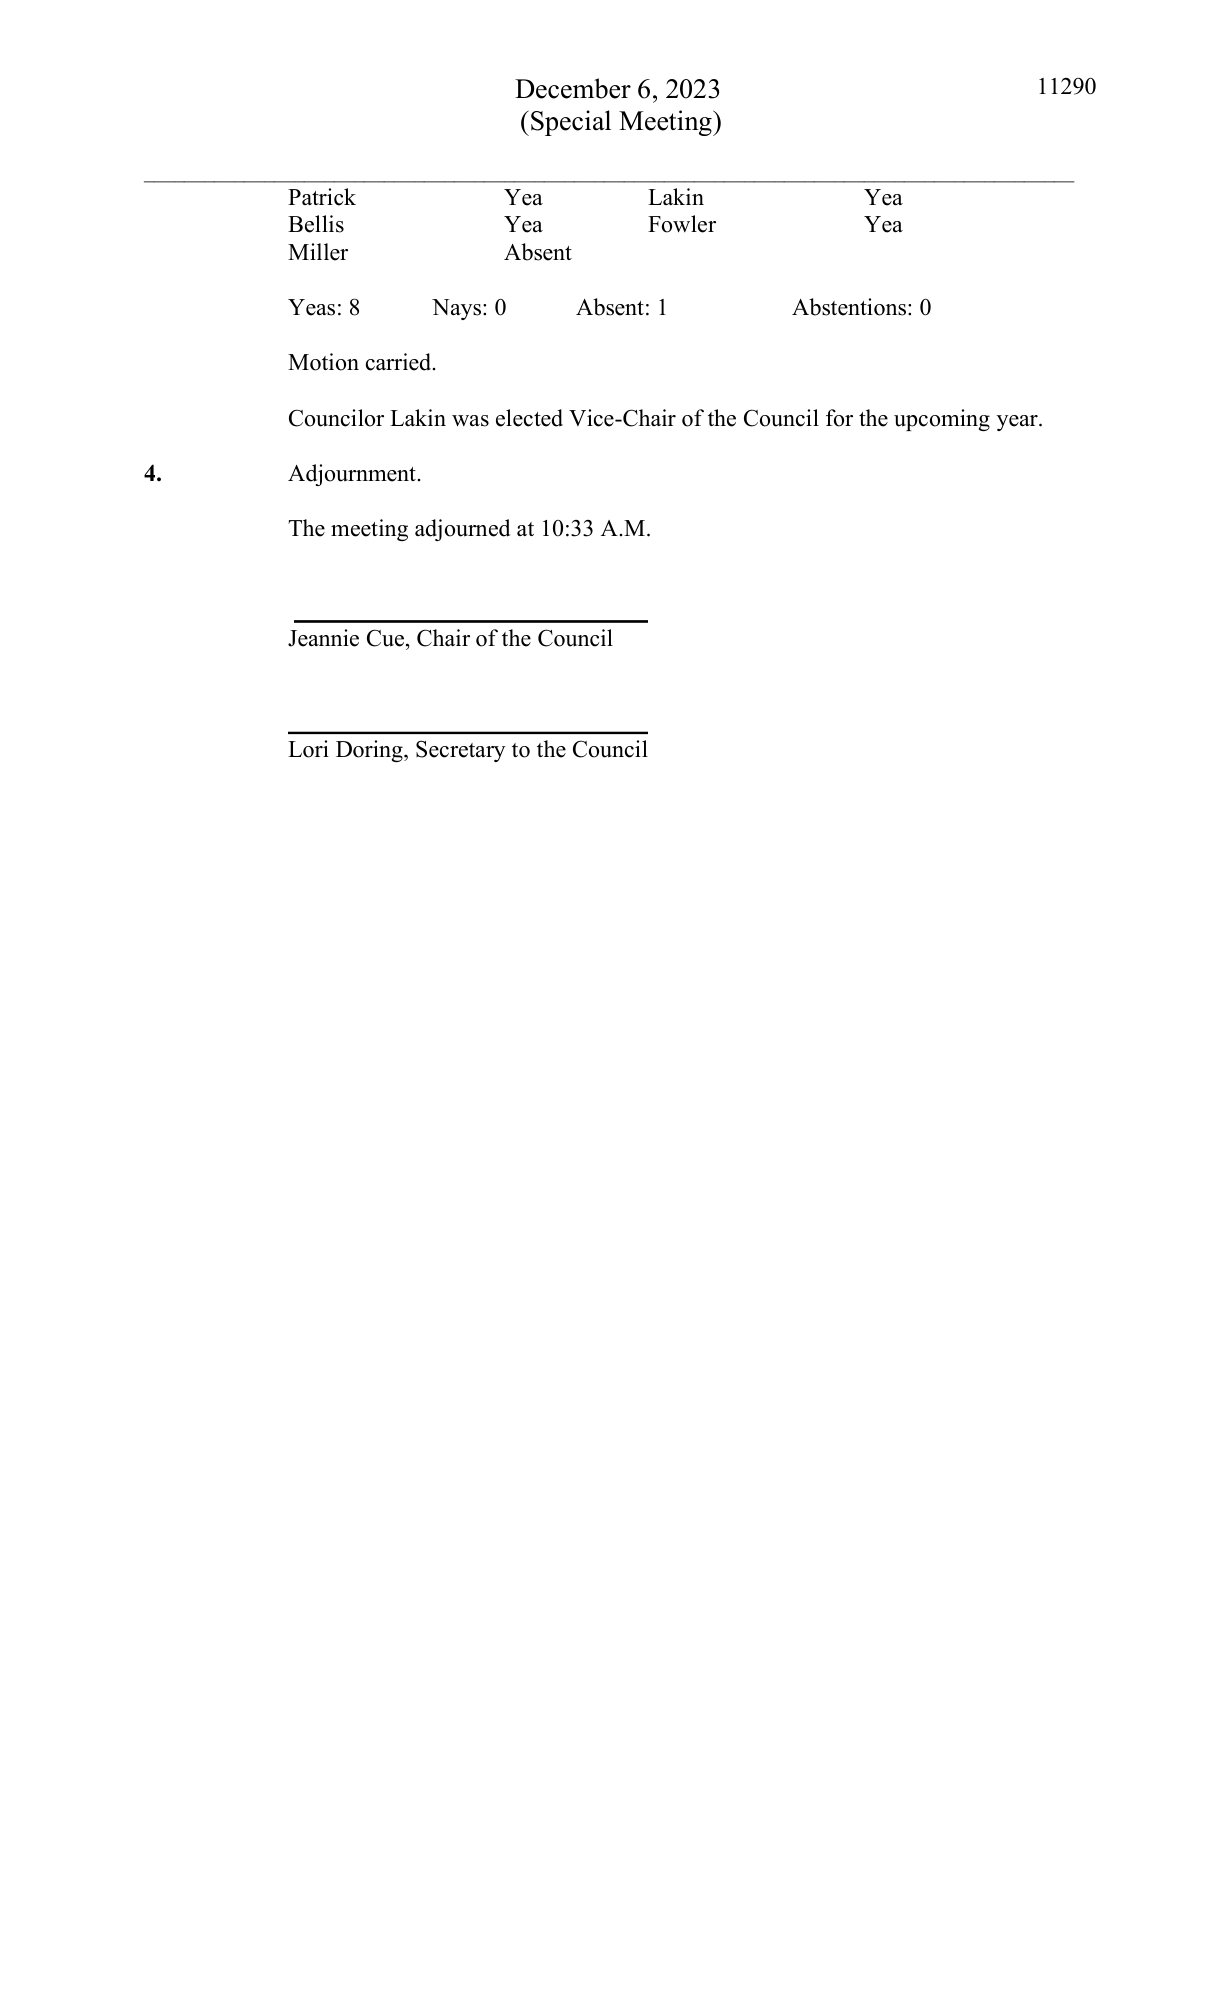 December 6, 2023
11290
(Special Meeting)
Patrick Yea Lakin Yea
Bellis Yea Fowler Yea
Miller Absent
Yeas: 8 Nays: 0 Absent: 1 Abstentions: 0
Motion carried.
Councilor Lakin was elected Vice-Chair of the Council for the upcoming year.
4. Adjournment.
The meeting adjourned at 10:33 A.M.
Jeannie Cue, Chair of the Council
Lori Doring, Secretary to the Council